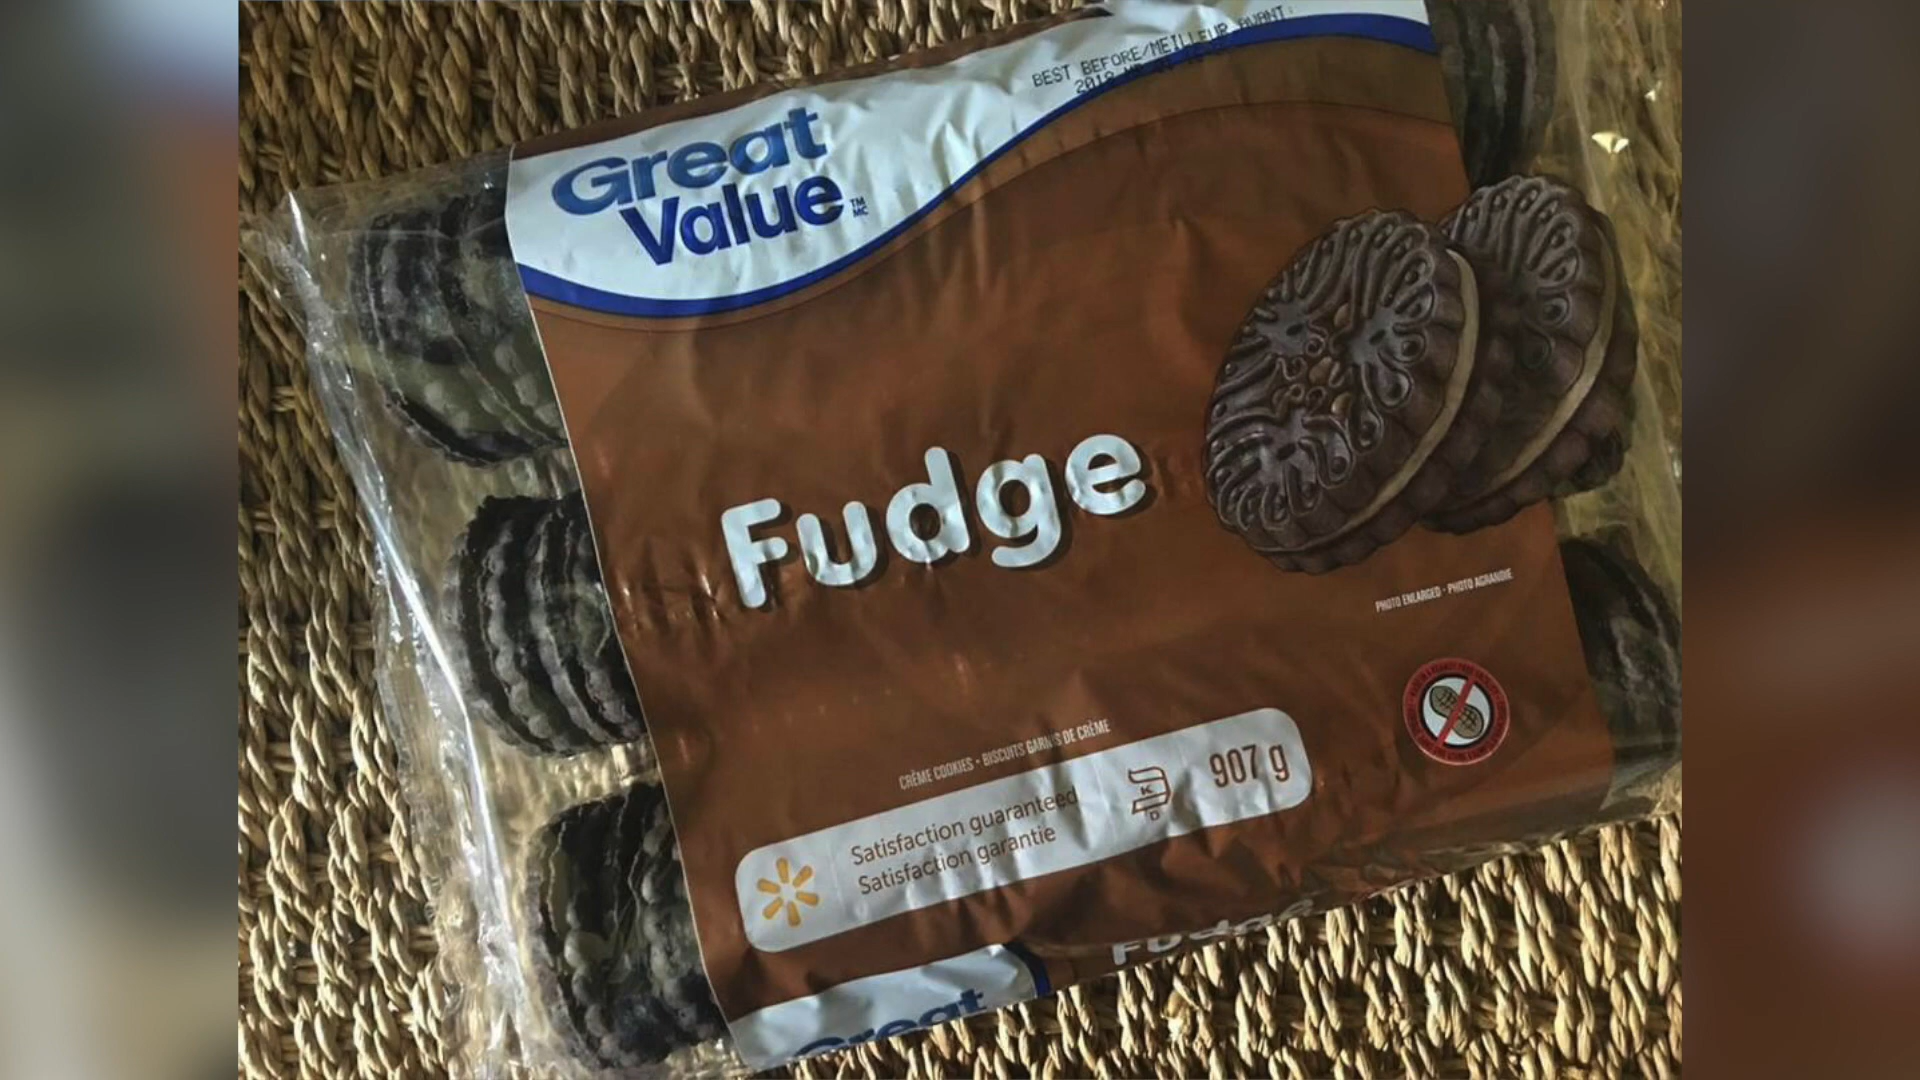 BEST BEFORE/MEILLEUR AVANT:
2018
Great
Value TM
MC
Fudge
PHOTO ENLARGED - PHOTO AGRANDIE
CRÈME COOKIES • BISCUITS GARNIS DE CRÈME
Satisfaction guaranteed
Satisfaction garantie
K
D
907 g
Fudge
Great